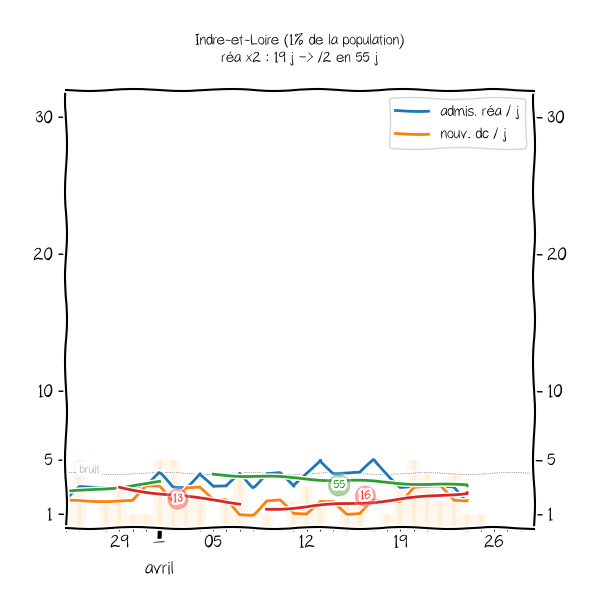 Indre-et-Loire (1% de la population)
réa x2 : 19 j -> /2 en 55 j
admis. réa / j
nouv. dc / j
30 30
20 20
10 10
5 5
bruit
55
13
16
1 1
29 1 05 12 19 26
avril